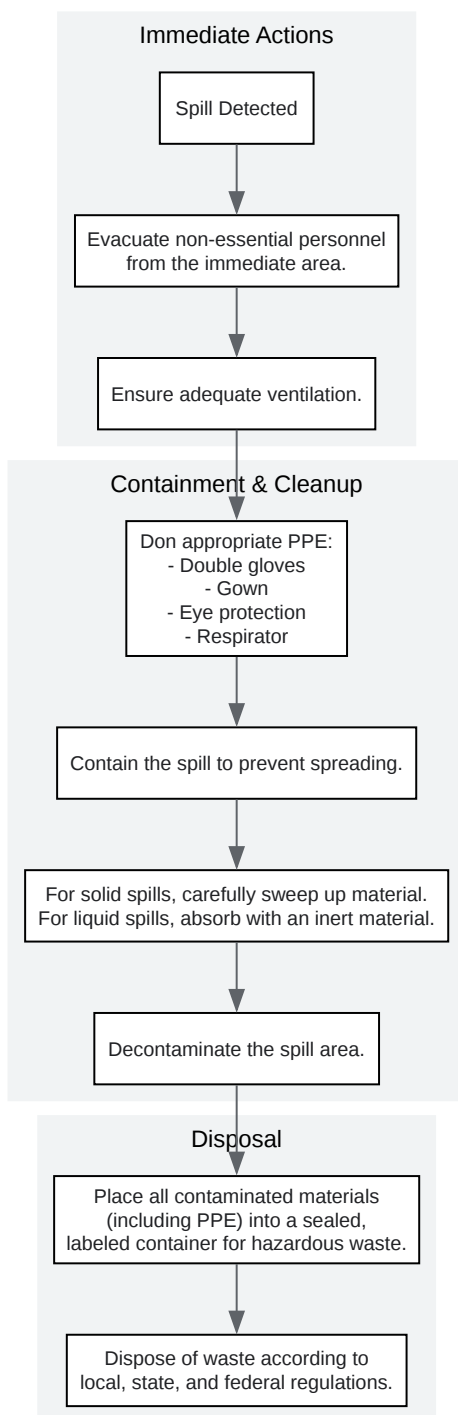 Immediate Actions
Spill Detected
Evacuate non-essential personnel
from the immediate area.
Ensure adequate ventilation.
Containment & Cleanup
Don appropriate PPE:
- Double gloves
- Gown
- Eye protection
- Respirator
Contain the spill to prevent spreading.
For solid spills, carefully sweep up material.
For liquid spills, absorb with an inert material.
Decontaminate the spill area.
Disposal
Place all contaminated materials
(including PPE) into a sealed,
labeled container for hazardous waste.
Dispose of waste according to
local, state, and federal regulations.